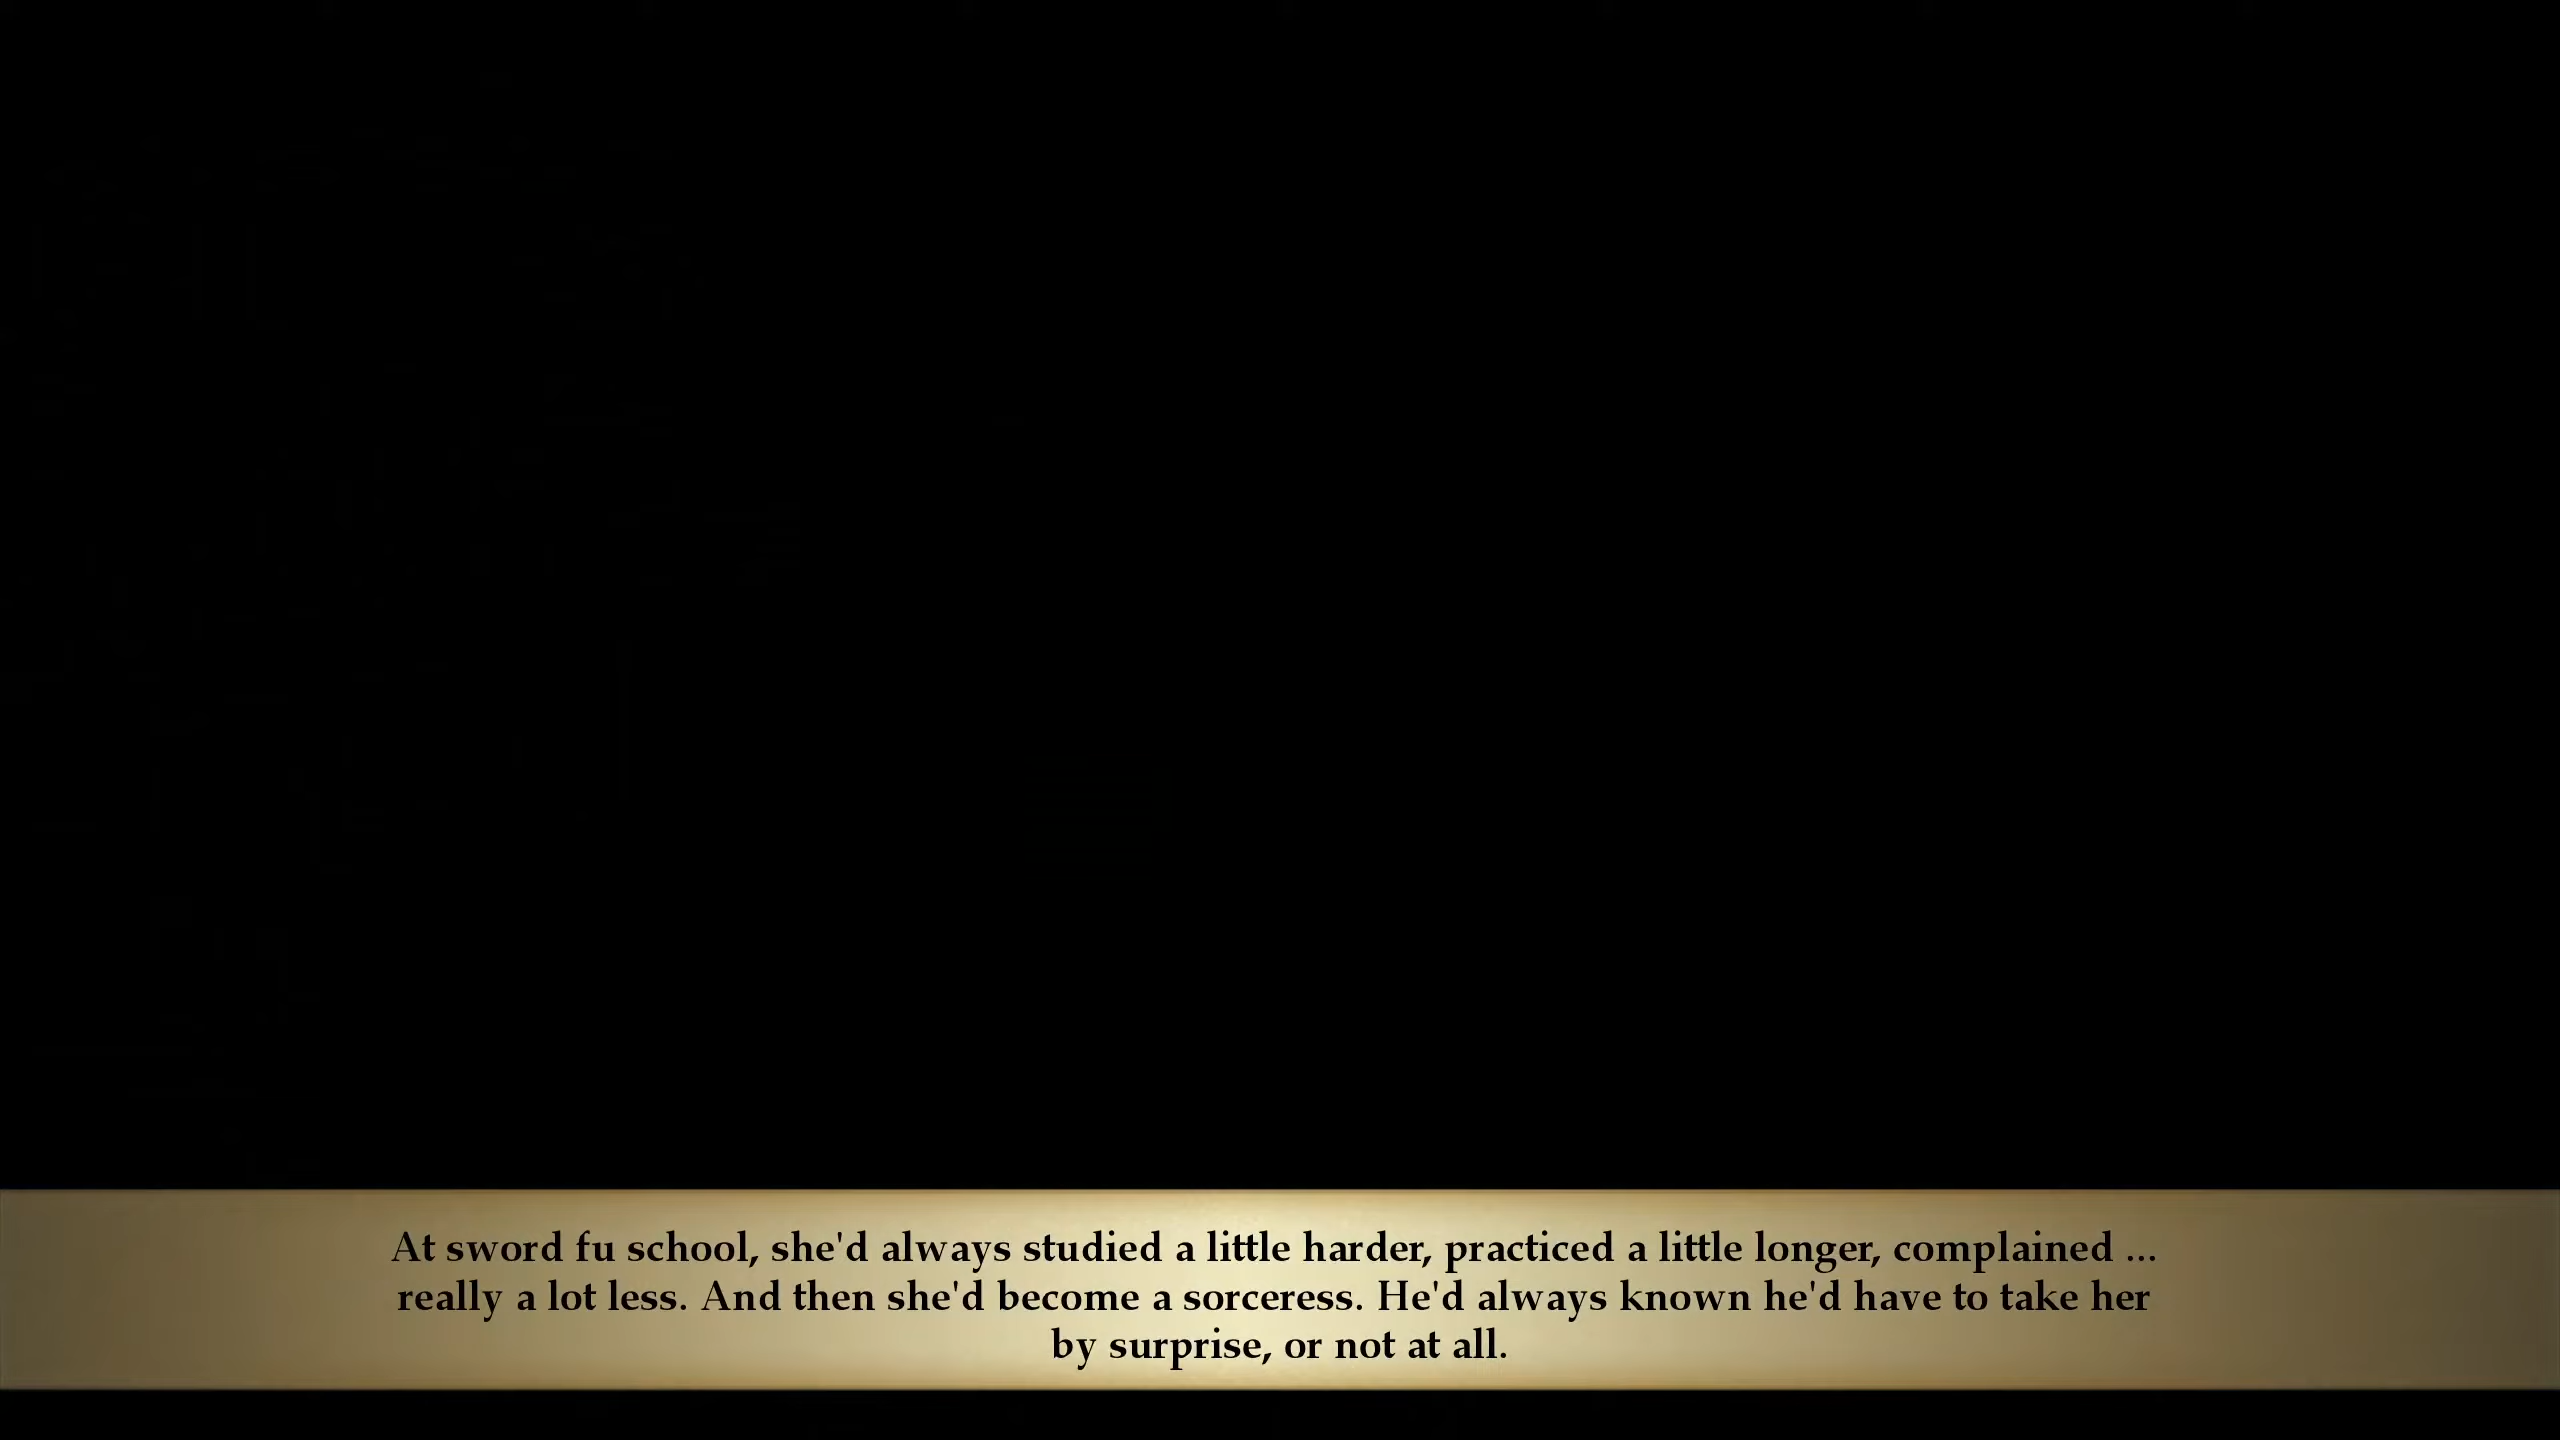 At sword fu school, she'd always studied a little harder, practiced a little longer, complained ...
really a lot less. And then she'd become a sorceress. He'd always known he'd have to take her
by surprise, or not at all.